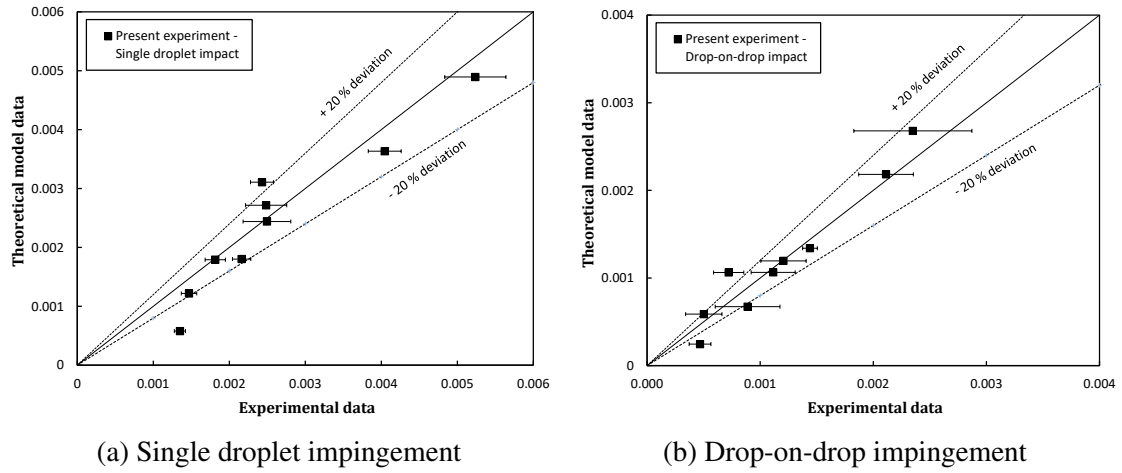 0.006
0.005
0.004
0.003
0.002
0.001
0
Theoretical model data
Present experiment -
Single droplet impact
+ 20 % deviation
- 20 % deviation
0
0.001
0.002
0.003
0.004
0.005
0.006
Experimental data
(a) Single droplet impingement
0.004
0.003
0.002
0.001
0
Theoretical model data
Present experiment -
Drop-on-drop impact
+ 20 % deviation
- 20 % deviation
0.000
0.001
0.002
0.003
0.004
Experimental data
(b) Drop-on-drop impingement